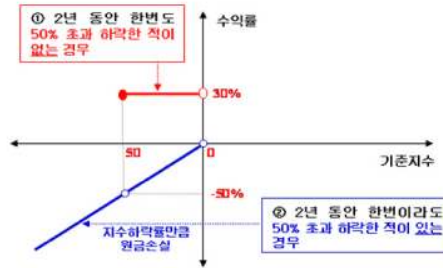 ① 2년 동안 한번도
50% 초과 하락한 적이
없는 경우
수익률
30%
50
0
기준지수
-50%
지수하락률만큼
원금손실
② 2년 동안 한번이라도
50% 초과 하락한 적이 있는
경우